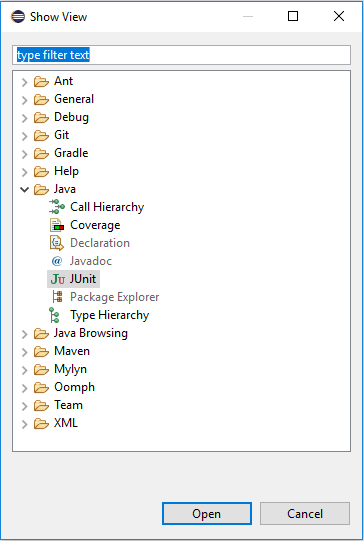 Show View
type filter text
Ant
General
Debug
Git
Gradle
Help
Java
Call Hierarchy
Coverage
Declaration
@ Javadoc
JU JUnit
Package Explorer
Type Hierarchy
Java Browsing
Maven
Mylyn
Oomph
Team
XML
Open Cancel